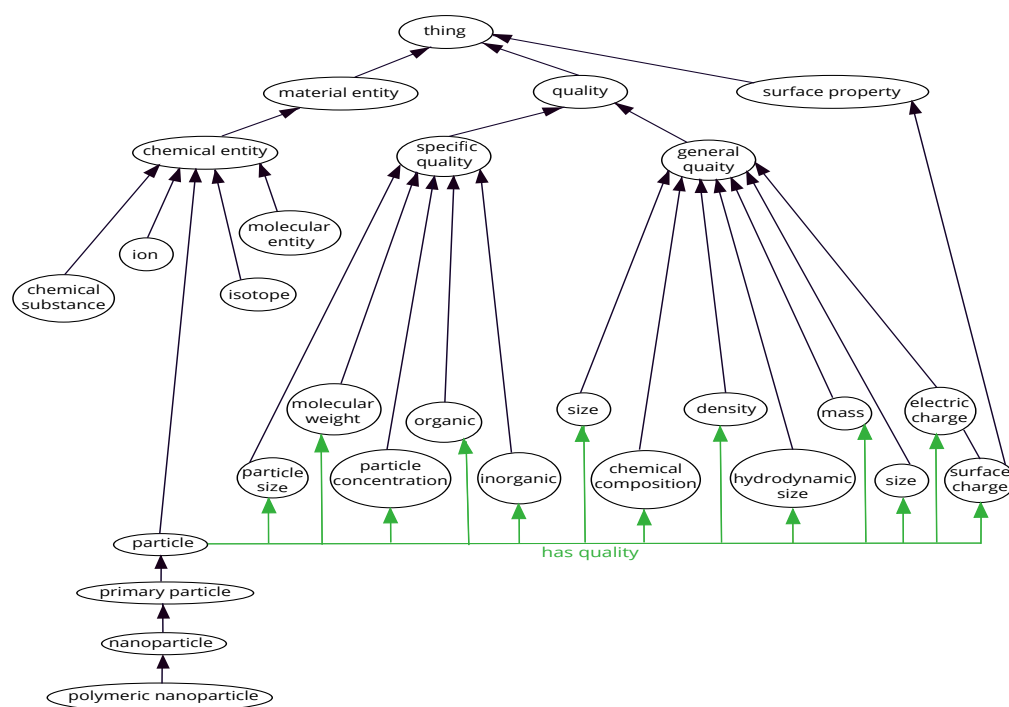 thing
material entity
quality
surface property
chemical entity
specific
quality
general
quaity
molecular
entity
ion
chemical
substance
isotope
molecular
weight
organic
size
density
mass
electric
charge
particle
size
particle
concentration
inorganic
chemical
composition
hydrodynamic
size
size
surface
charge
particle
has quality
primary particle
nanoparticle
polymeric nanoparticle